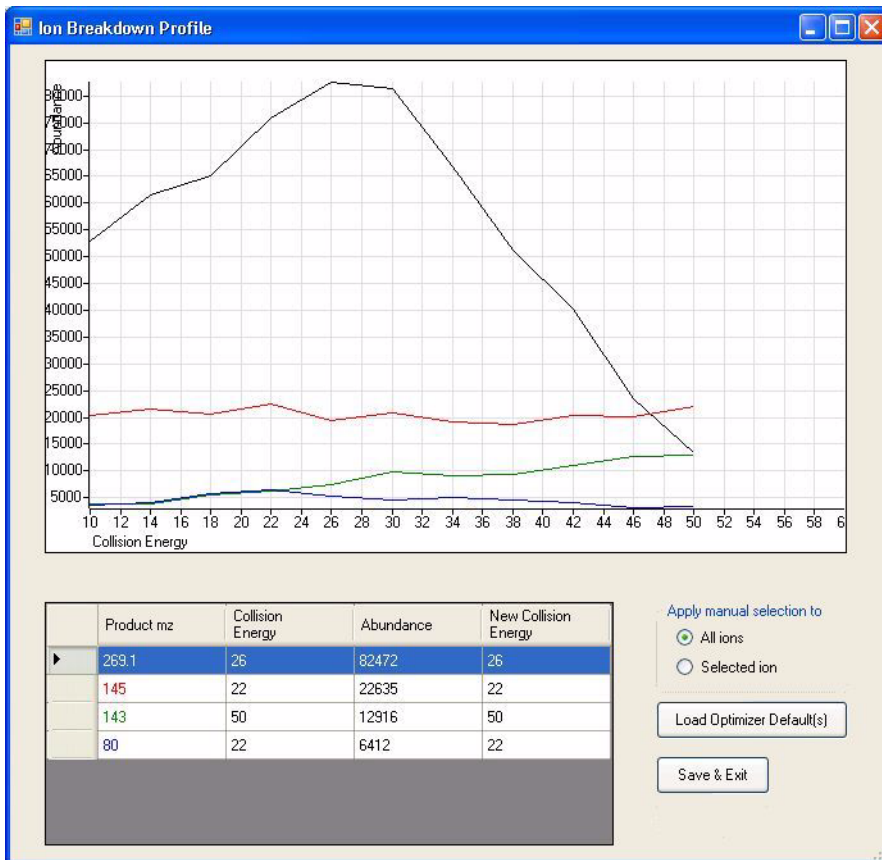 Ion Breakdown Profile
80000
Abundance
75000
70000
65000
60000
55000
50000
45000
40000
35000
30000
25000
20000
15000
10000
5000
10 12 14 16 18 20 22 24 26 28 30 32 34 36 38 40 42 44 46 48 50 52 54 56 58 6
Collision Energy
Product mz Collision Energy Abundance New Collision Energy
269.1 26 82472 26
145 22 22635 22
143 50 12916 50
80 22 6412 22
Apply manual selection to
All ions
Selected ion
Load Optimizer Default(s)
Save & Exit